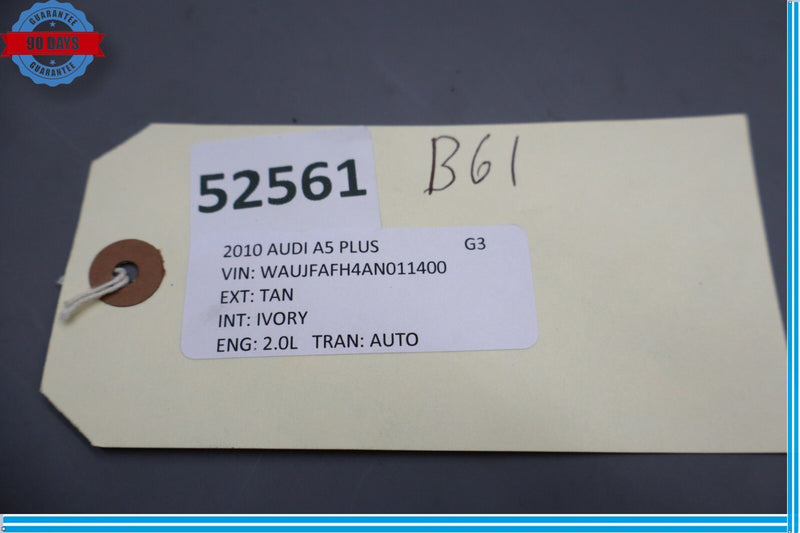 GUARANTEE
90 DAYS
GUARANTEE
B61
52561
2010 AUDI A5 PLUS G3
VIN: WAUJFAFH4AN011400
EXT: TAN
INT: IVORY
ENG: 2.0L TRAN: AUTO